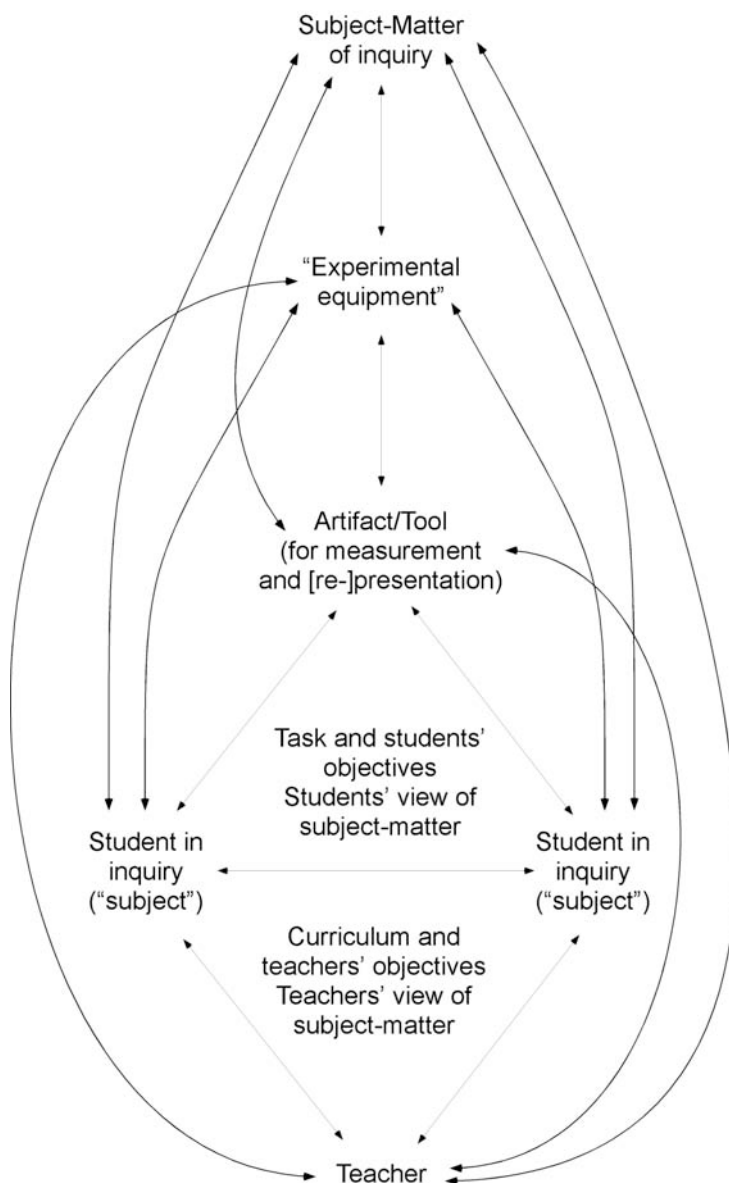 Subject-Matter
of inquiry
“Experimental
equipment”
Artifact/Tool
(for measurement
and [re-]presentation)
Task and students’
objectives
Students’ view of
subject-matter
Student in
inquiry
(“subject”)
Student in
inquiry
(“subject”)
Curriculum and
teachers’ objectives
Teachers’ view of
subject-matter
Teacher